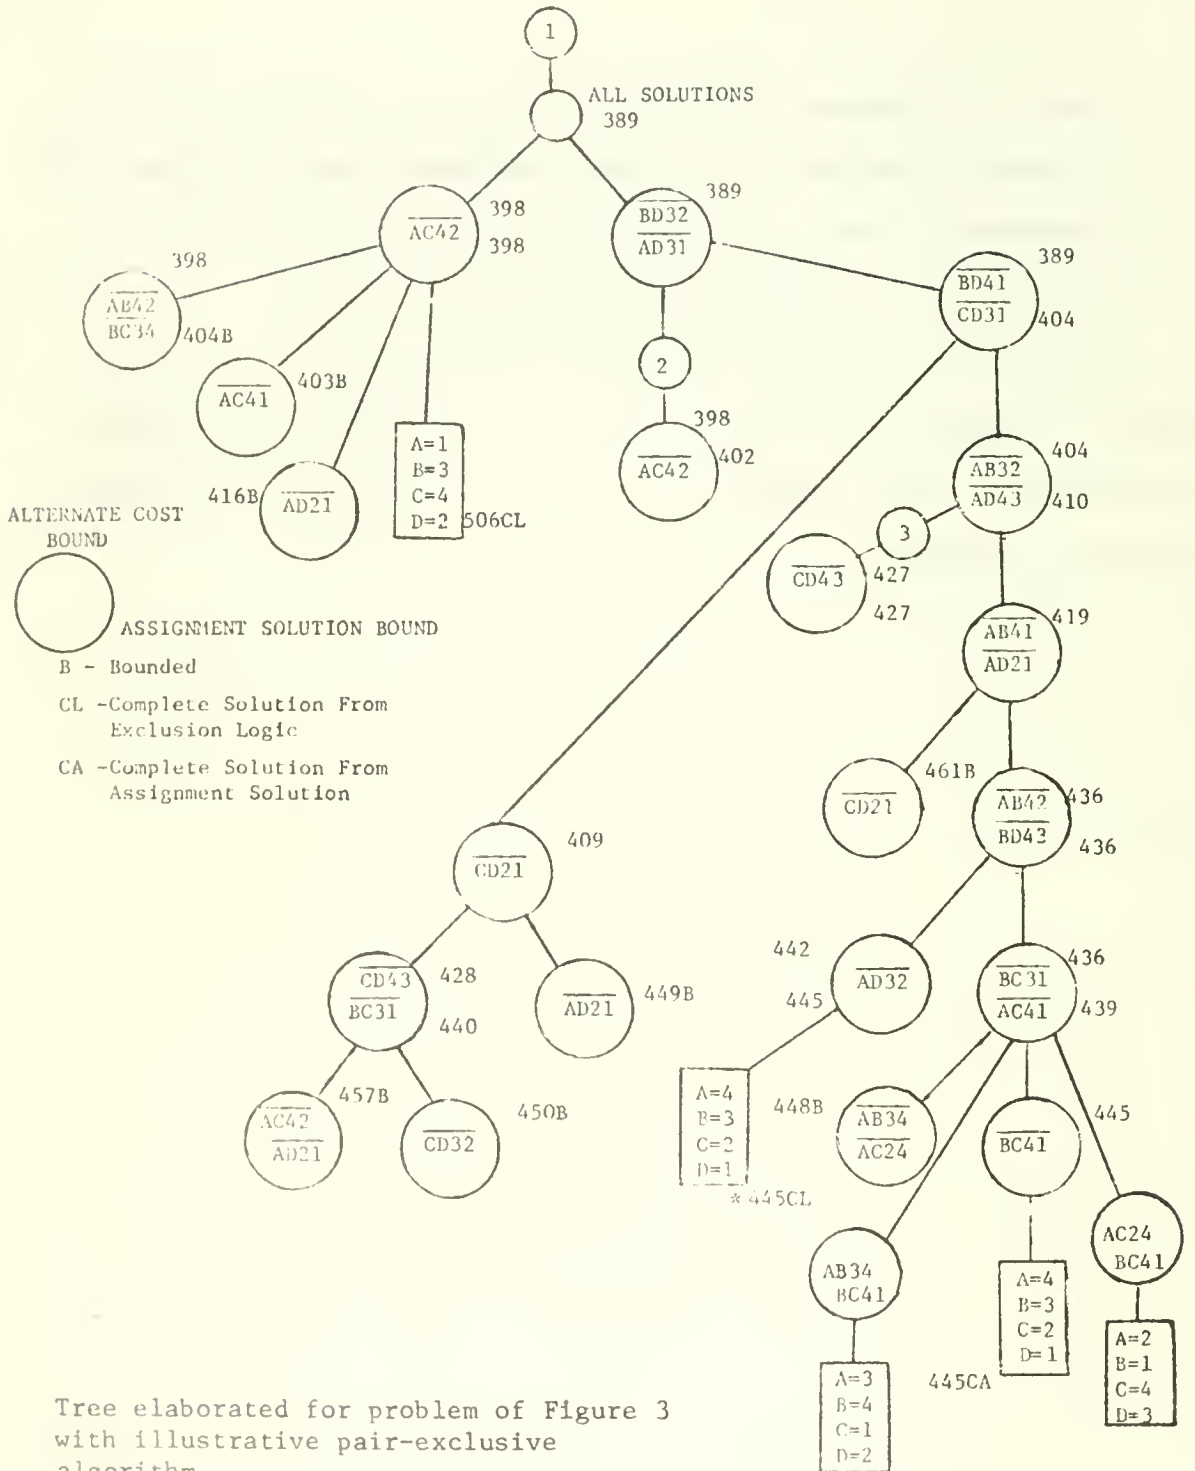 1
ALL SOLUTIONS
389
398
AC42
398
389
BD32
AD31
389
BD41
CD31
404
398
AB42
BC34
404B
AC41
403B
416B
AD21
A=1
B=3
C=4
D=2
506CL
2
398
AC42
402
404
AB32
AD43
410
3
CD43
427
427
ALTERNATE COST
BOUND
ASSIGNMENT SOLUTION BOUND
B - Bounded
CL -Complete Solution From
Exclusion Logic
CA -Complete Solution From
Assignment Solution
419
AB41
AD21
461B
CD21
436
AB42
BD43
436
409
CD21
428
CD43
BC31
440
449B
AD21
457B
AC42
AD21
450B
CD32
442
AD32
445
436
BC31
AC41
439
A=4
B=3
C=2
D=1
*445CL
448B
AB34
AC24
BC41
445
AC24
BC41
AB34
BC41
A=4
B=3
C=2
D=1
445CA
A=2
B=1
C=4
D=3
A=3
B=4
C=1
D=2
Tree elaborated for problem of Figure 3
with illustrative pair-exclusive
algorithm